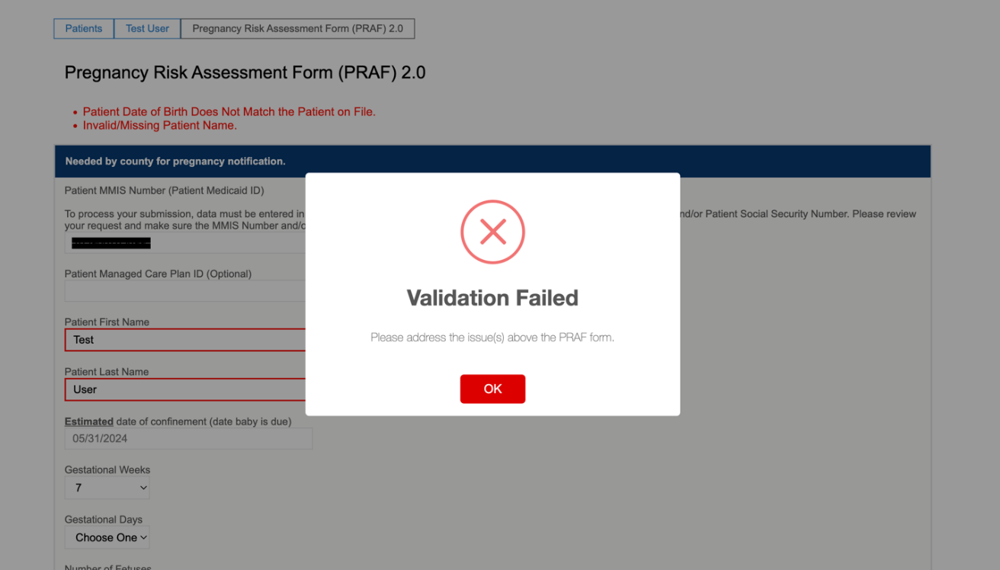 Patients Test User Pregnancy Risk Assessment Form (PRAF) 2.0
Pregnancy Risk Assessment Form (PRAF) 2.0
• Patient Date of Birth Does Not Match the Patient on File.
• Invalid/Missing Patient Name.
Needed by county for pregnancy notification.
Patient MMIS Number (Patient Medicaid ID)
To process your submission, data must be entered in nd/or Patient Social Security Number. Please review
your request and make sure the MMIS Number and/
Patient Managed Care Plan ID (Optional)
Patient First Name
Test
Patient Last Name
User
Estimated date of confinement (date baby is due)
05/31/2024
Gestational Weeks
7
Gestational Days
Choose One
Number of Fetuses
Validation Failed
Please address the issue(s) above the PRAF form.
OK